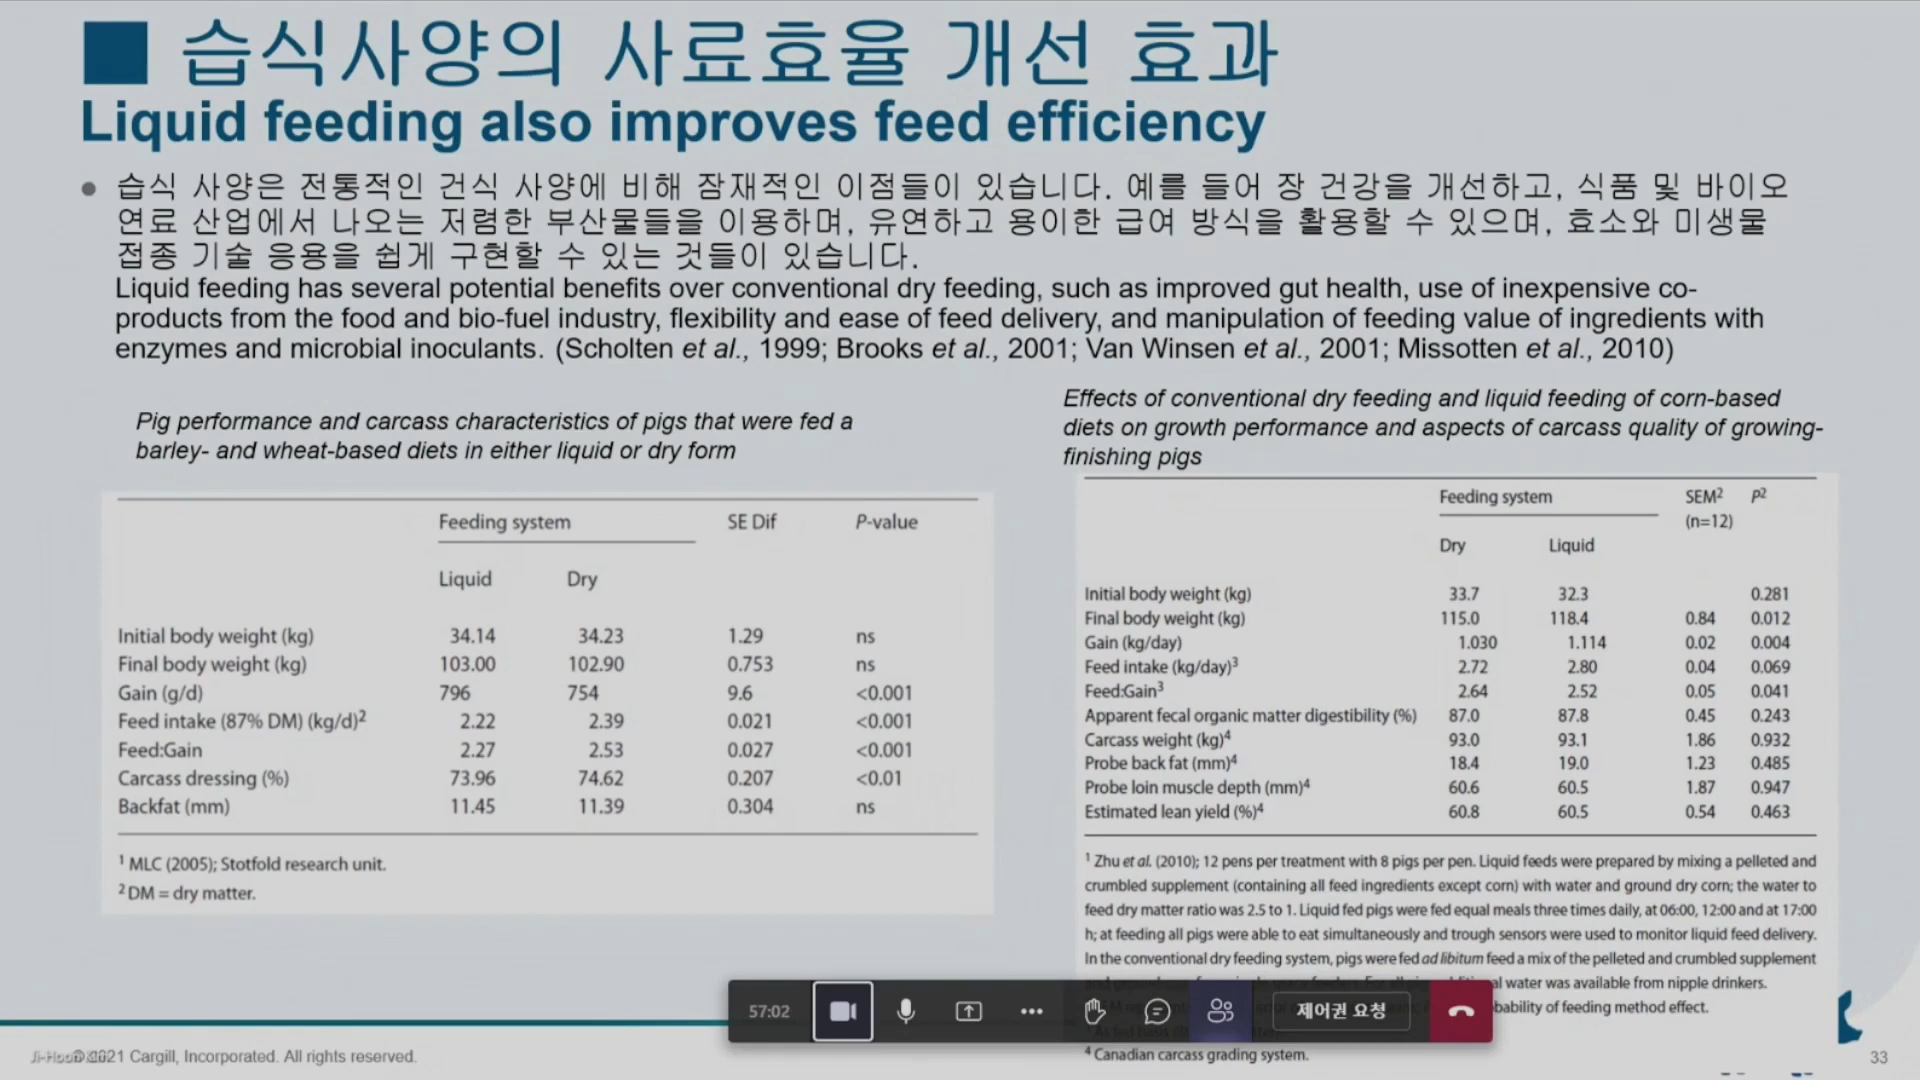 습식사양의 사료효율 개선 효과
Liquid feeding also improves feed efficiency
습식 사양은 전통적인 건식 사양에 비해 잠재적인 이점들이 있습니다. 예를 들어 장 건강을 개선하고, 식품 및 바이오
연료 산업에서 나오는 저렴한 부산물들을 이용하며, 유연하고 용이한 급여 방식을 활용할 수 있으며, 효소와 미생물
접종 기술 응용을 쉽게 구현할 수 있는 것들이 있습니다.
Liquid feeding has several potential benefits over conventional dry feeding, such as improved gut health, use of inexpensive co-
products from the food and bio-fuel industry, flexibility and ease of feed delivery, and manipulation of feeding value of ingredients with
enzymes and microbial inoculants. (Scholten et al., 1999; Brooks et al., 2001; Van Winsen et al., 2001; Missotten et al., 2010)
Pig performance and carcass characteristics of pigs that were fed a
barley- and wheat-based diets in either liquid or dry form
Feeding system SE Dif P-value
Liquid Dry
Initial body weight (kg) 34.14 34.23 1.29 ns
Final body weight (kg) 103.00 102.90 0.753 ns
Gain (g/d) 796 754 9.6 <0.001
Feed intake (87% DM) (kg/d)2 2.22 2.39 0.021 <0.001
Feed:Gain 2.27 2.53 0.027 <0.001
Carcass dressing (%) 73.96 74.62 0.207 <0.01
Backfat (mm) 11.45 11.39 0.304 ns
1 MLC (2005); Stotfold research unit.
2 DM = dry matter.
Effects of conventional dry feeding and liquid feeding of corn-based
diets on growth performance and aspects of carcass quality of growing-
finishing pigs
Feeding system SEM2 P2
(n=12)
Dry Liquid
Initial body weight (kg) 33.7 32.3 0.281
Final body weight (kg) 115.0 118.4 0.84 0.012
Gain (kg/day) 1.030 1.114 0.02 0.004
Feed intake (kg/day)3 2.72 2.80 0.04 0.069
Feed:Gain3 2.64 2.52 0.05 0.041
Apparent fecal organic matter digestibility (%) 87.0 87.8 0.45 0.243
Carcass weight (kg)4 93.0 93.1 1.86 0.932
Probe back fat (mm)4 18.4 19.0 1.23 0.485
Probe loin muscle depth (mm)4 60.6 60.5 1.87 0.947
Estimated lean yield (%)4 60.8 60.5 0.54 0.463
1 Zhu et al. (2010); 12 pens per treatment with 8 pigs per pen. Liquid feeds were prepared by mixing a pelleted and
crumbled supplement (containing all feed ingredients except corn) with water and ground dry corn; the water to
feed dry matter ratio was 2.5 to 1. Liquid fed pigs were fed equal meals three times daily, at 06:00, 12:00 and at 17:00
h; at feeding all pigs were able to eat simultaneously and trough sensors were used to monitor liquid feed delivery.
In the conventional dry feeding system, pigs were fed ad libitum feed a mix of the pelleted and crumbled supplement
water was available from nipple drinkers.
of feeding method effect.
4 Canadian carcass grading system.
57:02 제어권 요청
2021 Cargill, Incorporated. All rights reserved.
33